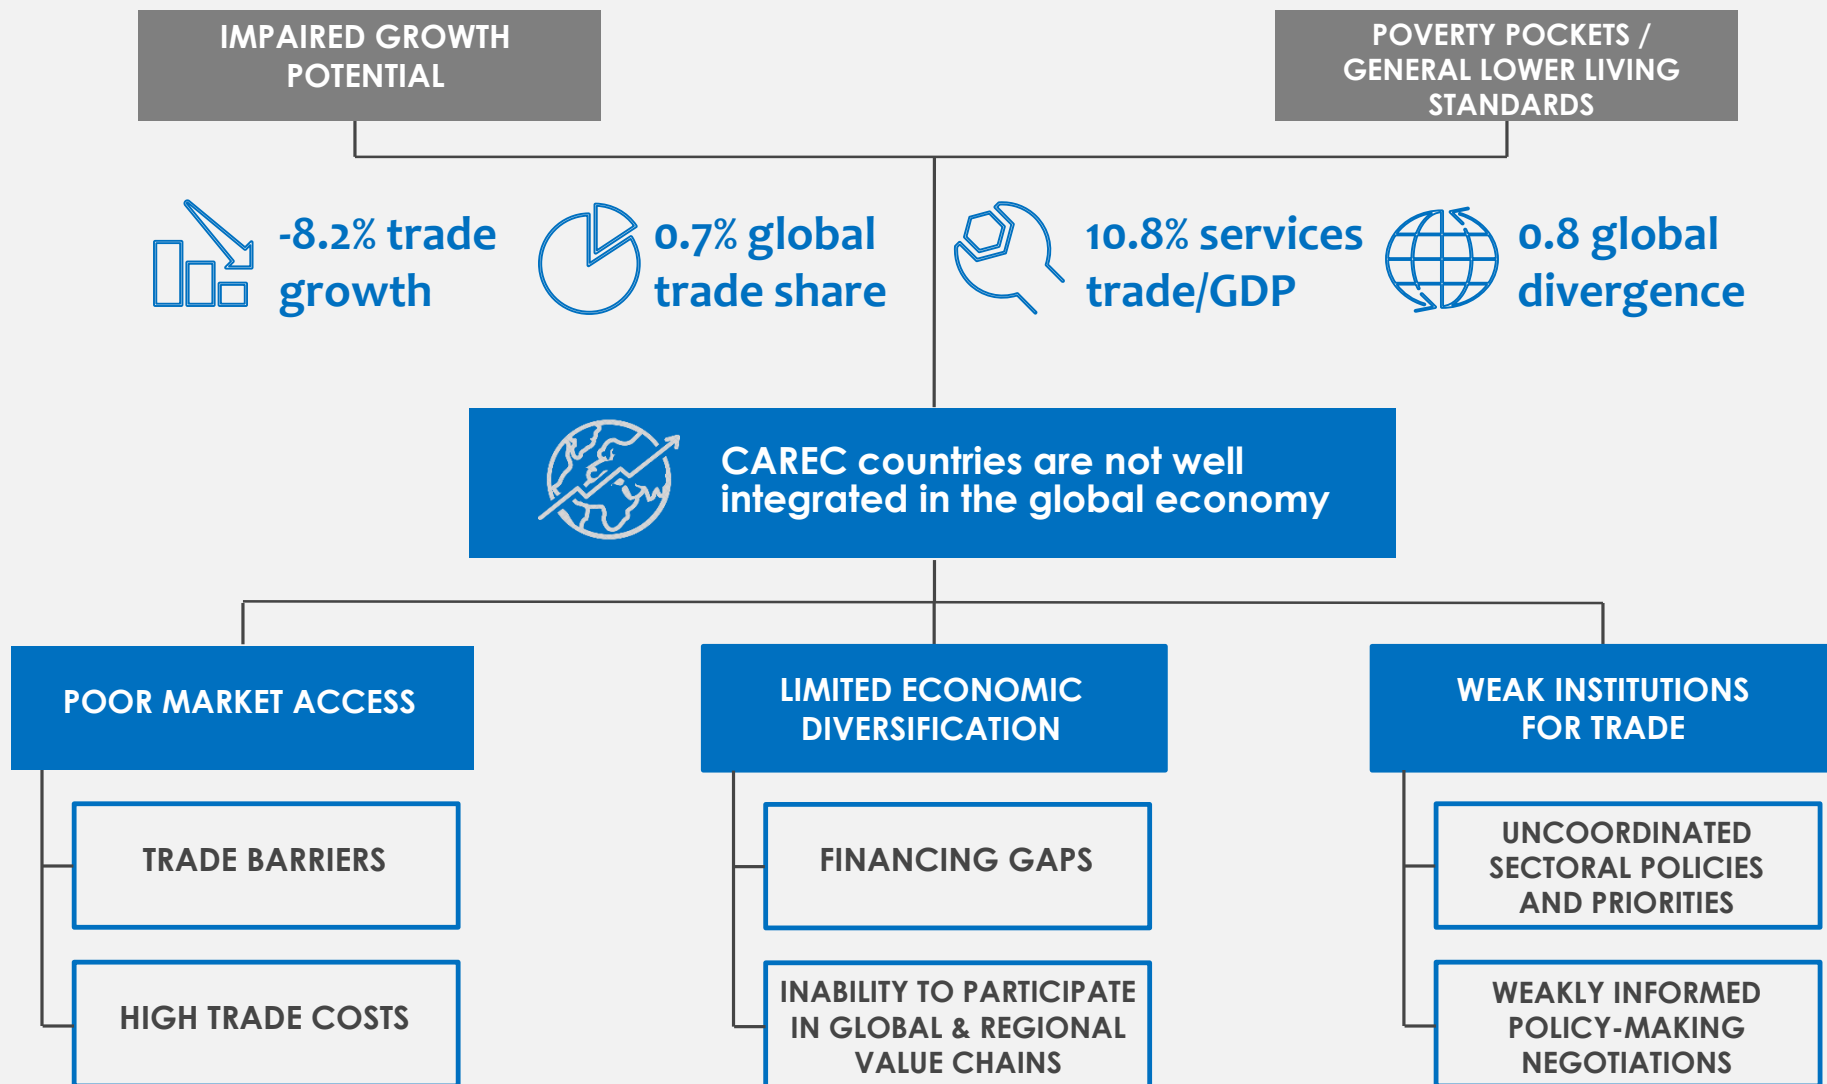 IMPAIRED GROWTH
POTENTIAL
POVERTY POCKETS /
GENERAL LOWER LIVING
STANDARDS
-8.2% trade
growth
0.7% global
trade share
10.8% services
trade/GDP
0.8 global
divergence
CAREC countries are not well
integrated in the global economy
POOR MARKET ACCESS
TRADE BARRIERS
HIGH TRADE COSTS
LIMITED ECONOMIC
DIVERSIFICATION
FINANCING GAPS
INABILITY TO PARTICIPATE
IN GLOBAL & REGIONAL
VALUE CHAINS
WEAK INSTITUTIONS
FOR TRADE
UNCOORDINATED
SECTORAL POLICIES
AND PRIORITIES
WEAKLY INFORMED
POLICY-MAKING
NEGOTIATIONS